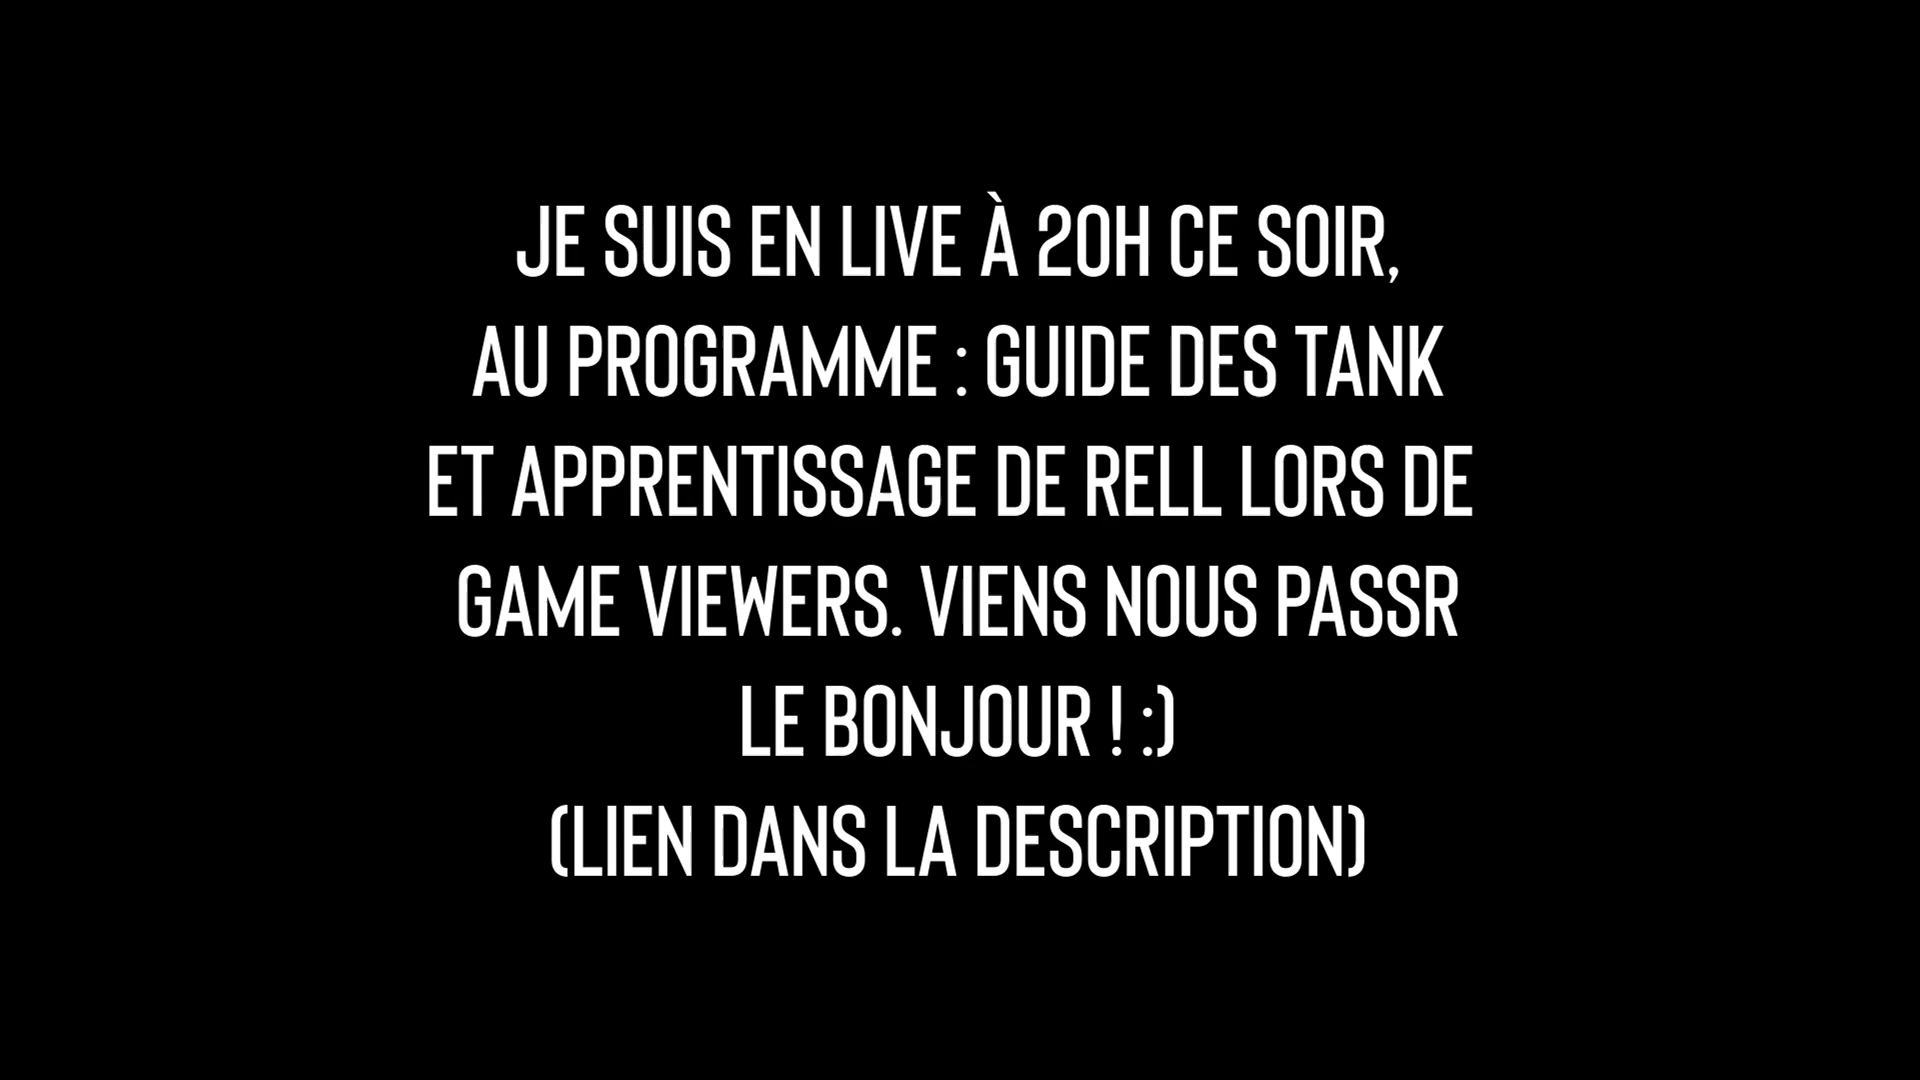 JE SUIS EN LIVE À 20H CE SOIR,
AU PROGRAMME : GUIDE DES TANK
ET APPRENTISSAGE DE RELL LORS DE
GAME VIEWERS. VIENS NOUS PASSR
LE BONJOUR ! :)
(LIEN DANS LA DESCRIPTION)